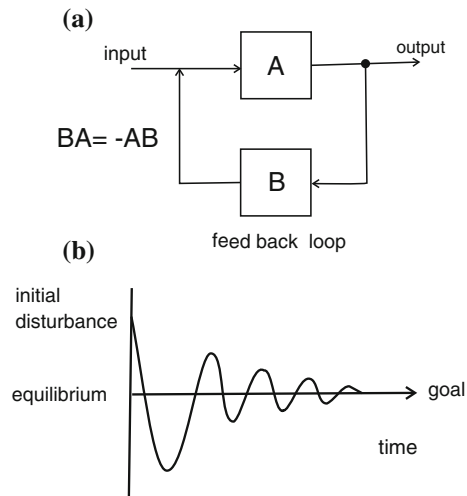 (a)
input
A
output
BA= -AB
B
feed back loop
(b)
initial
disturbance
equilibrium
goal
time